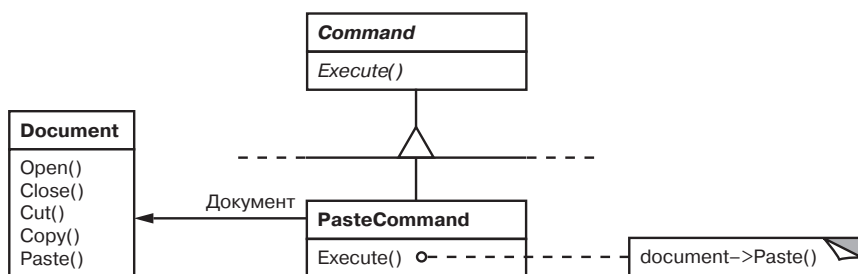 Command
Execute()
Document
Open()
Close()
Cut()
Copy()
Paste()
Документ
PasteCommand
Execute()
document–>Paste()